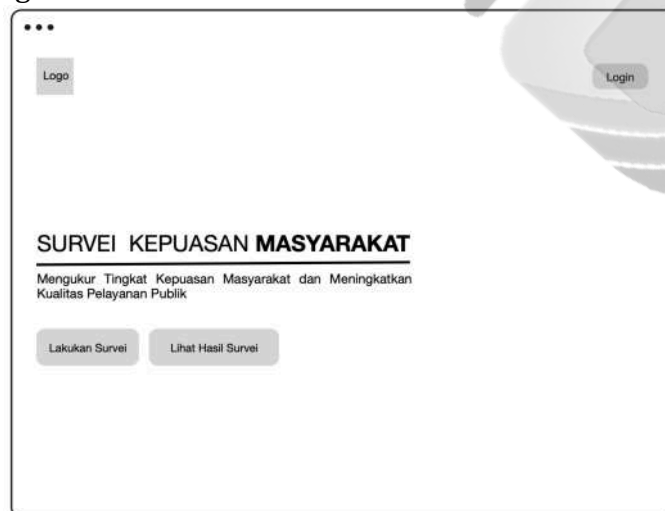 Logo
Login
SURVEI KEPUASAN MASYARAKAT
Mengukur Tingkat Kepuasan Masyarakat dan Meningkatkan
Kualitas Pelayanan Publik
Lakukan Survei
Lihat Hasil Survei